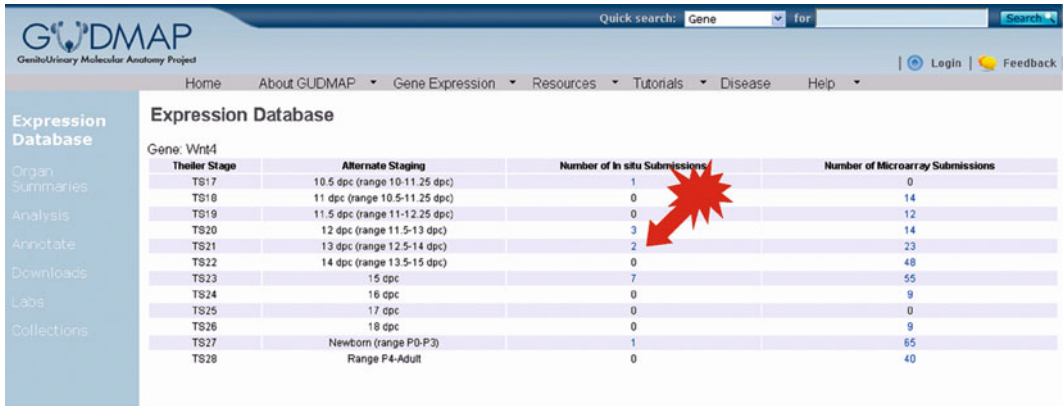 Quick search: Gene for Search
GUDMAP
GenitoUrinary Molecular Anatomy Project
Login | Feedback
Home About GUDMAP Gene Expression Resources Tutorials Disease Help
Expression Database
Organ Summaries
Analysis
Annotate
Downloads
Labs
Collections
Expression Database
Gene: Wnt4
Theiler Stage Alternate Staging Number of In situ Submissions Number of Microarray Submissions
TS17 10.5 dpc (range 10-11.25 dpc) 1 0
TS18 11 dpc (range 10.5-11.25 dpc) 0 14
TS19 11.5 dpc (range 11-12.25 dpc) 0 12
TS20 12 dpc (range 11.5-13 dpc) 3 14
TS21 13 dpc (range 12.5-14 dpc) 2 23
TS22 14 dpc (range 13.5-15 dpc) 0 48
TS23 15 dpc 7 55
TS24 16 dpc 0 9
TS25 17 dpc 0 0
TS26 18 dpc 0 9
TS27 Newborn (range P0-P3) 1 65
TS28 Range P4-Adult 0 40